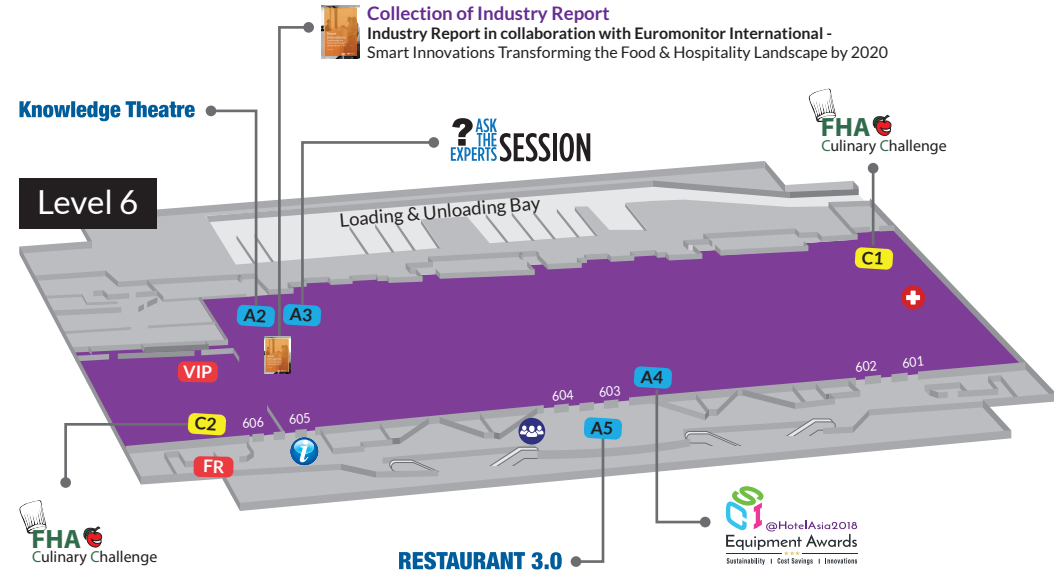 Collection of Industry Report
Industry Report in collaboration with Euromonitor International -
Smart Innovations Transforming the Food & Hospitality Landscape by 2020
Knowledge Theatre
? ASK THE EXPERTS SESSION
FHA
Culinary Challenge
Level 6
Loading & Unloading Bay
C1
A2
A3
VIP
A4
602
601
604
603
C2
606
605
A5
i
FR
FHA
Culinary Challenge
CSI
@HotelAsia2018
Equipment Awards
Sustainability I Cost Savings I Innovations
RESTAURANT 3.0